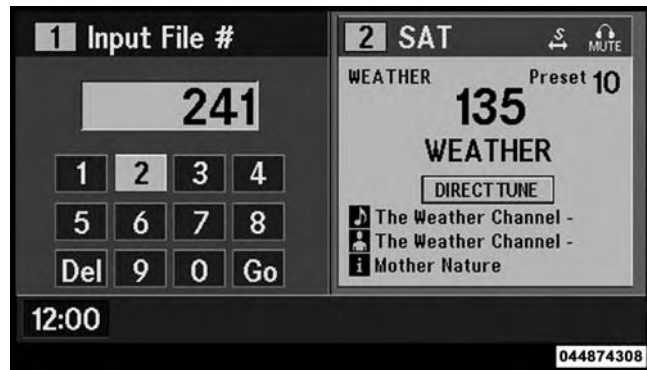 1 Input File #
241
1 2 3 4
5 6 7 8
Del 9 0 Go
12:00
2 SAT S MUTE
WEATHER Preset 10
135
WEATHER
DIRECT TUNE
The Weather Channel -
The Weather Channel -
i Mother Nature
044874308